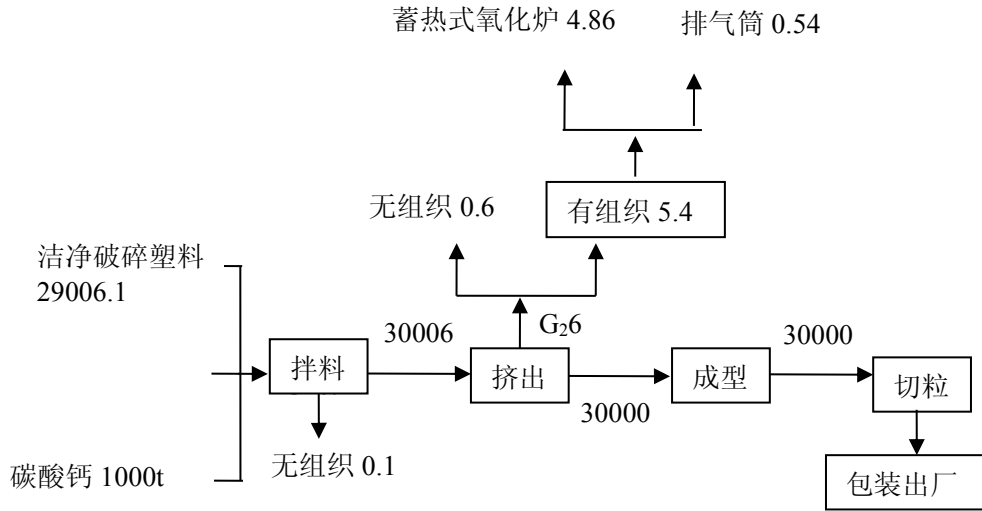 蓄热式氧化炉 4.86
排气筒 0.54
无组织 0.6
有组织 5.4
洁净破碎塑料
29006.1
G₂6
30006
30000
拌料
挤出
成型
切粒
30000
无组织 0.1
碳酸钙 1000t
包装出厂